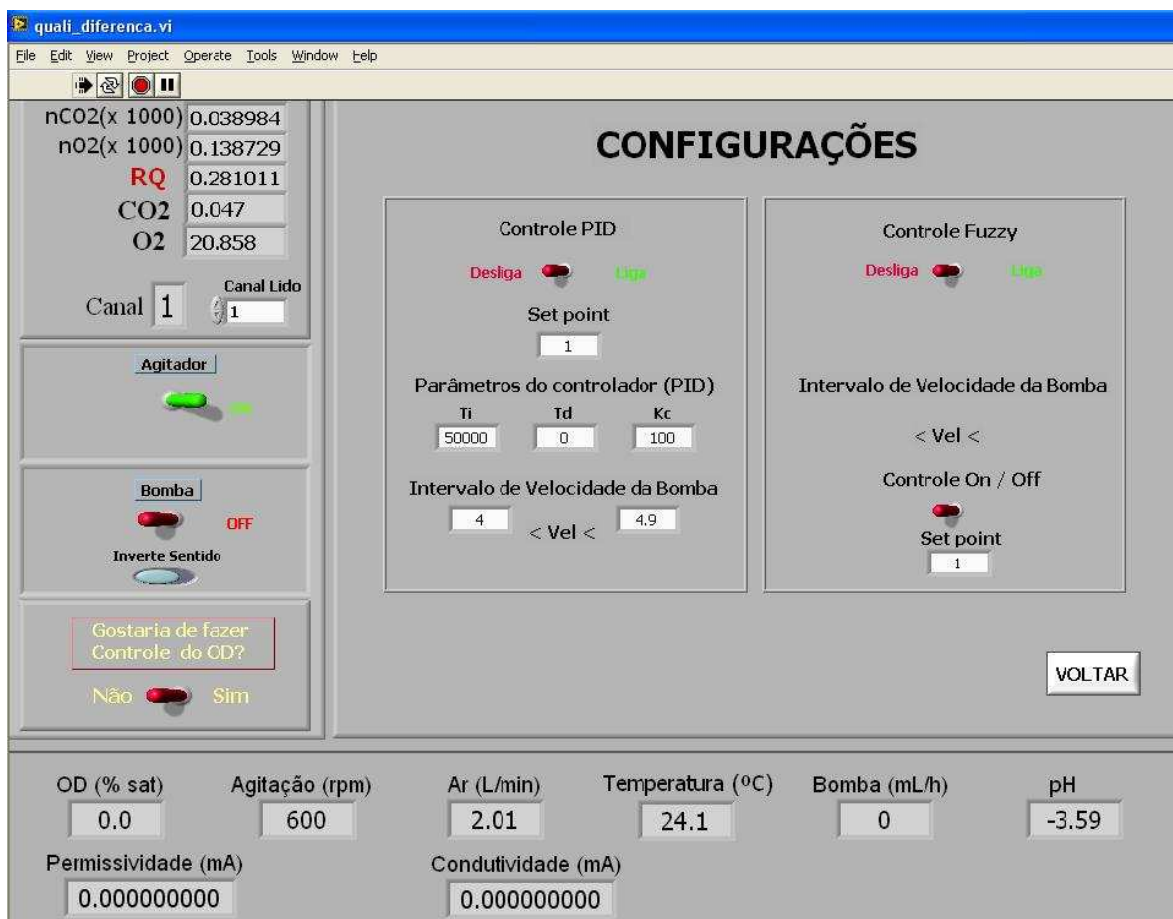 quali_diferenca.vi
File Edit View Project Operate Tools Window Help
nCO2(x 1000) 0.038984
nO2(x 1000) 0.138729
RQ 0.281011
CO2 0.047
O2 20.858
Canal 1
Canal Lido
1
Agitador
Bomba
OFF
Inverte Sentido
Gostaria de fazer
Controle do OD?
Não Sim
CONFIGURAÇÕES
Controle PID
Desliga Liga
Set point
1
Parâmetros do controlador (PID)
Ti Td Kc
50000 0 100
Intervalo de Velocidade da Bomba
4 < Vel < 4.9
Controle Fuzzy
Desliga Liga
Intervalo de Velocidade da Bomba
< Vel <
Controle On / Off
Set point
1
VOLTAR
OD (% sat) Agitação (rpm) Ar (L/min) Temperatura (ºC) Bomba (mL/h) pH
0.0 600 2.01 24.1 0 -3.59
Permissividade (mA) Condutividade (mA)
0.000000000 0.000000000